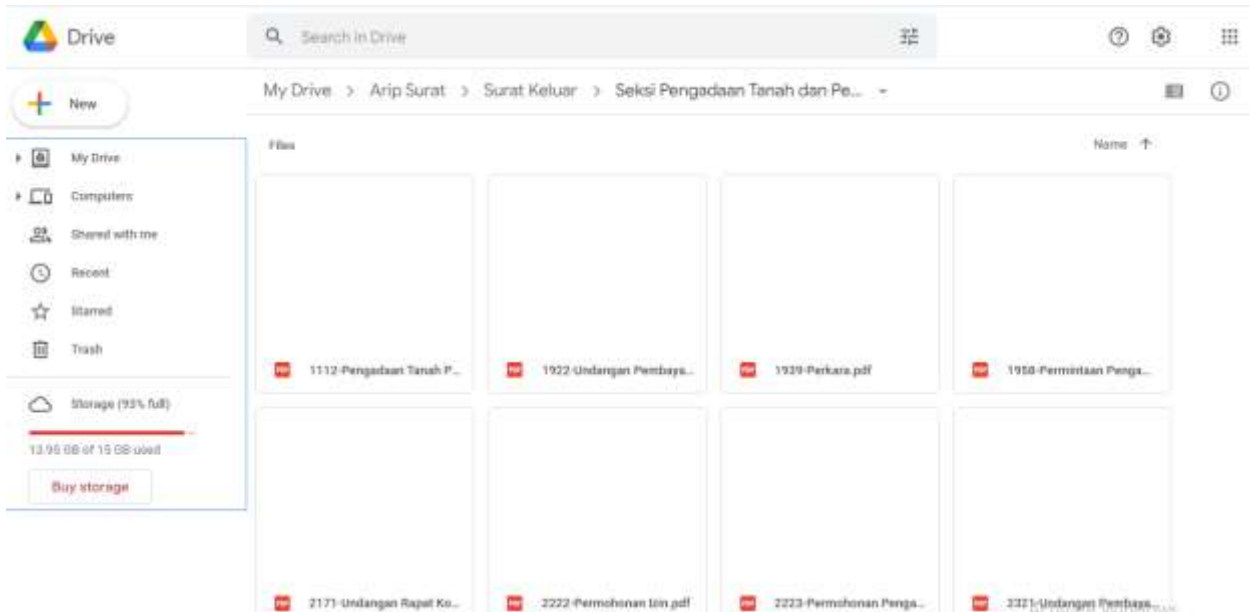 Drive
Search in Drive
New
My Drive > Arip Surat > Surat Keluar > Seksi Pengadaan Tanah dan Pe...
My Drive
Computers
Shared with me
Recent
Starred
Trash
Storage (93% full)
13.95 GB of 15 GB used
Buy storage
Files
Name
1112-Pengadaan Tanah P...
1922-Undangan Pembaya...
1939-Perkara.pdf
1958-Permintaan Penga...
2171-Undangan Rapat Ko...
2222-Permohonan Izin.pdf
2223-Permohonan Penga...
2321-Undangan Pembaya...